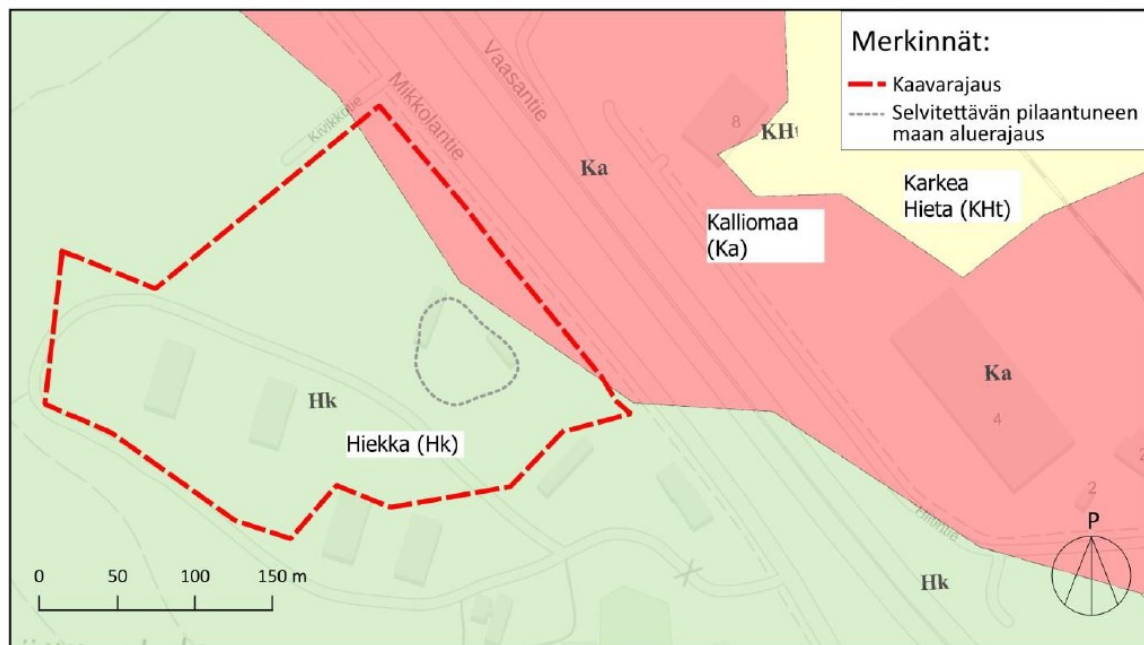 Merkinnät:
Kaavarajaus
Selvitettävän pilaantuneen
maan aluerajaus
Vaasantie
Mikkolantie
Kivikkotie
8
KHt
Ka
Karkea
Hieta (KHt)
Kalliomaa
(Ka)
Ka
4
2
2
Hk
Hiekka (Hk)
Hk
P
0 50 100 150 m